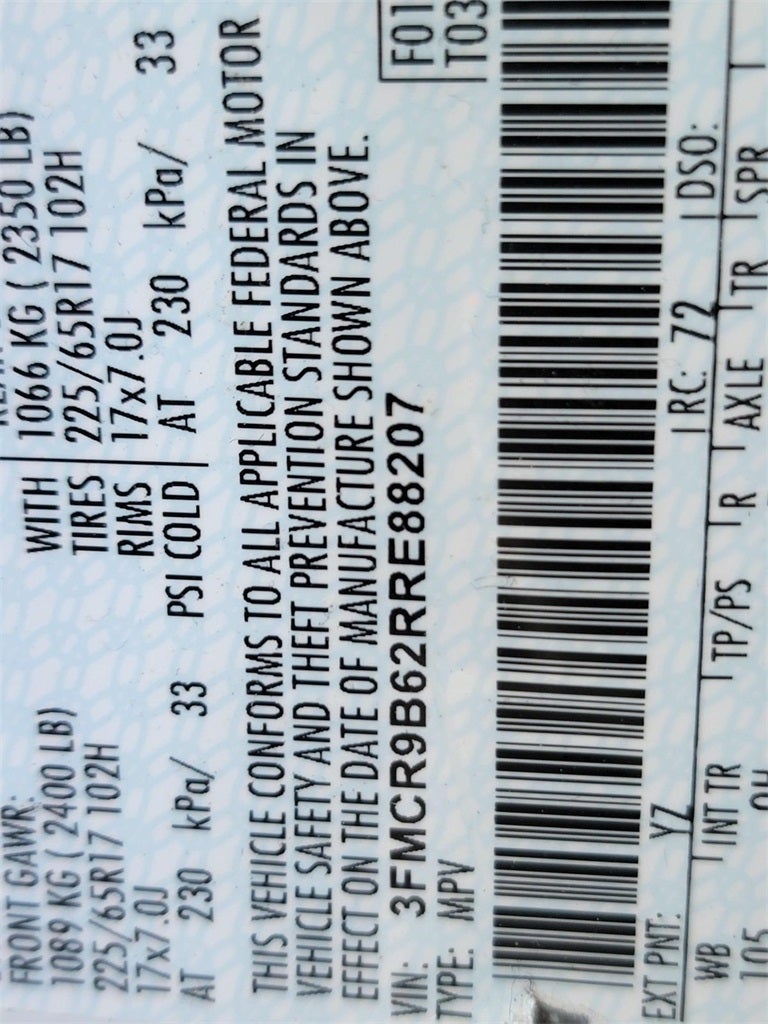 FRONT GAWR:
1089 KG ( 2400 LB) WITH 1066 KG ( 2350 LB)
225/65R17 102H TIRES 225/65R17 102H
17x7.0J RIMS 17x7.0J
AT 230 kPa/ 33 PSI COLD AT 230 kPa/ 33
THIS VEHICLE CONFORMS TO ALL APPLICABLE FEDERAL MOTOR
VEHICLE SAFETY AND THEFT PREVENTION STANDARDS IN
EFFECT ON THE DATE OF MANUFACTURE SHOWN ABOVE.
VIN: 3FMCR9B62RRE88207 F01
TYPE: MPV T03
EXT PNT: YZ RC: 72 DSO:
WB INT TR TP/PS R AXLE TR SPR
105